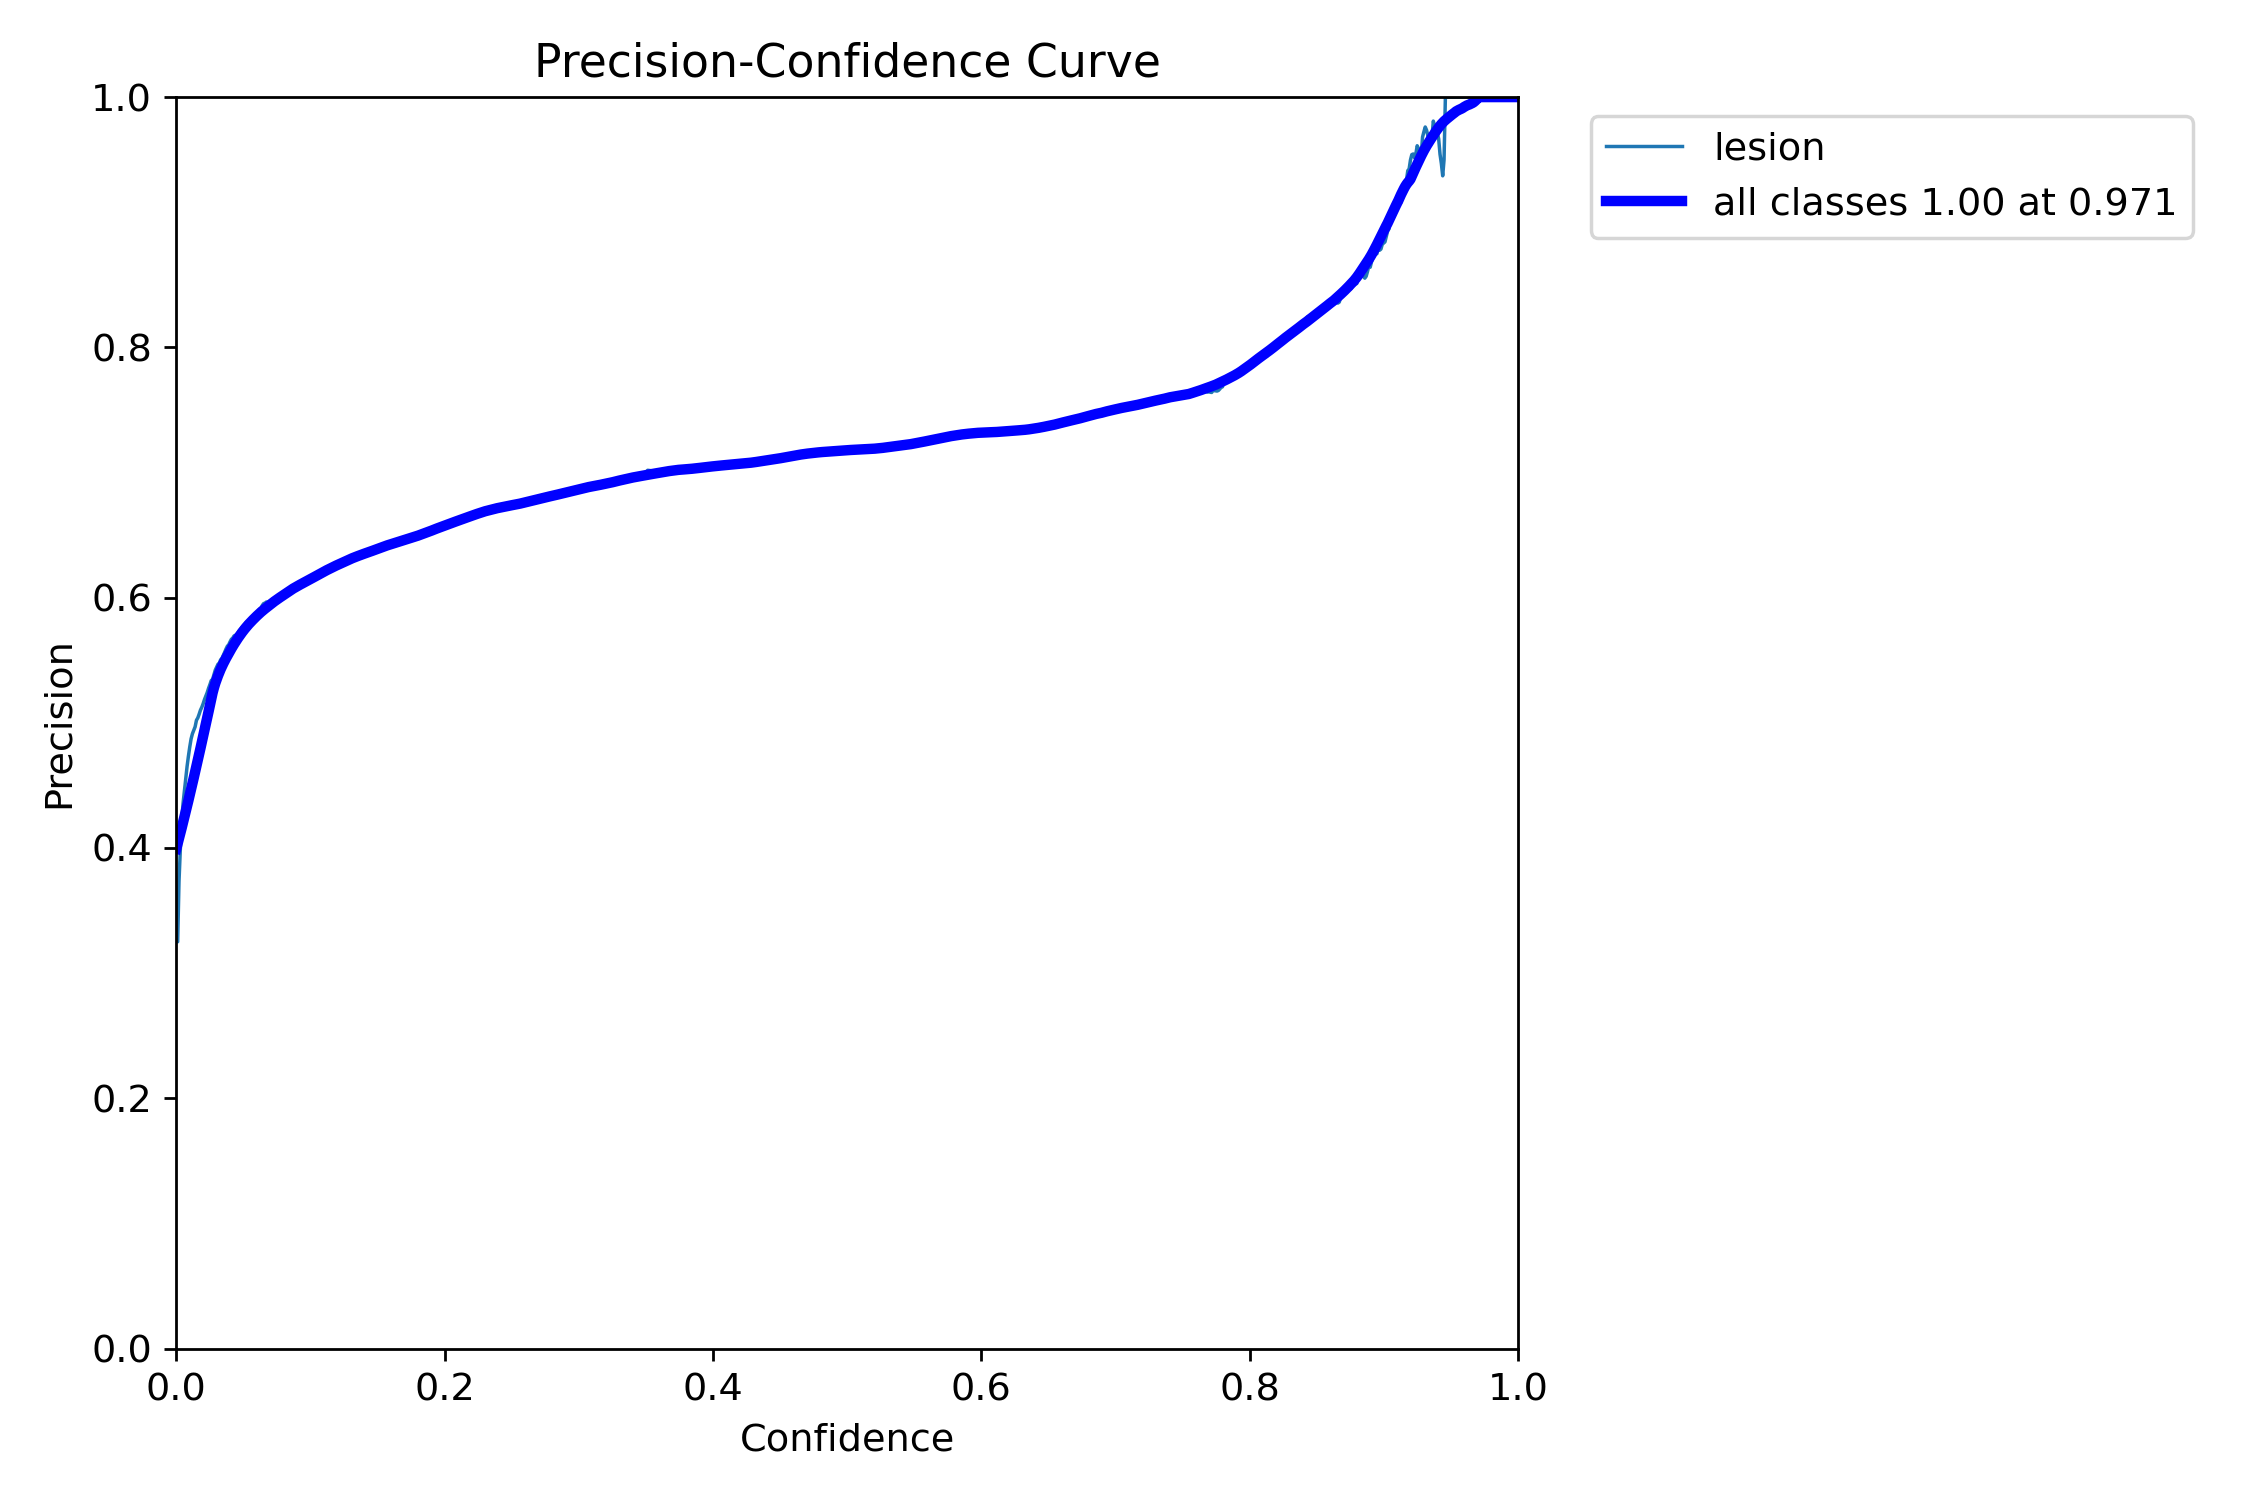 Precision-Confidence Curve
1.0
0.8
0.6
0.4
0.2
0.0
Precision
0.0 0.2 0.4 0.6 0.8 1.0
Confidence
lesion
all classes 1.00 at 0.971